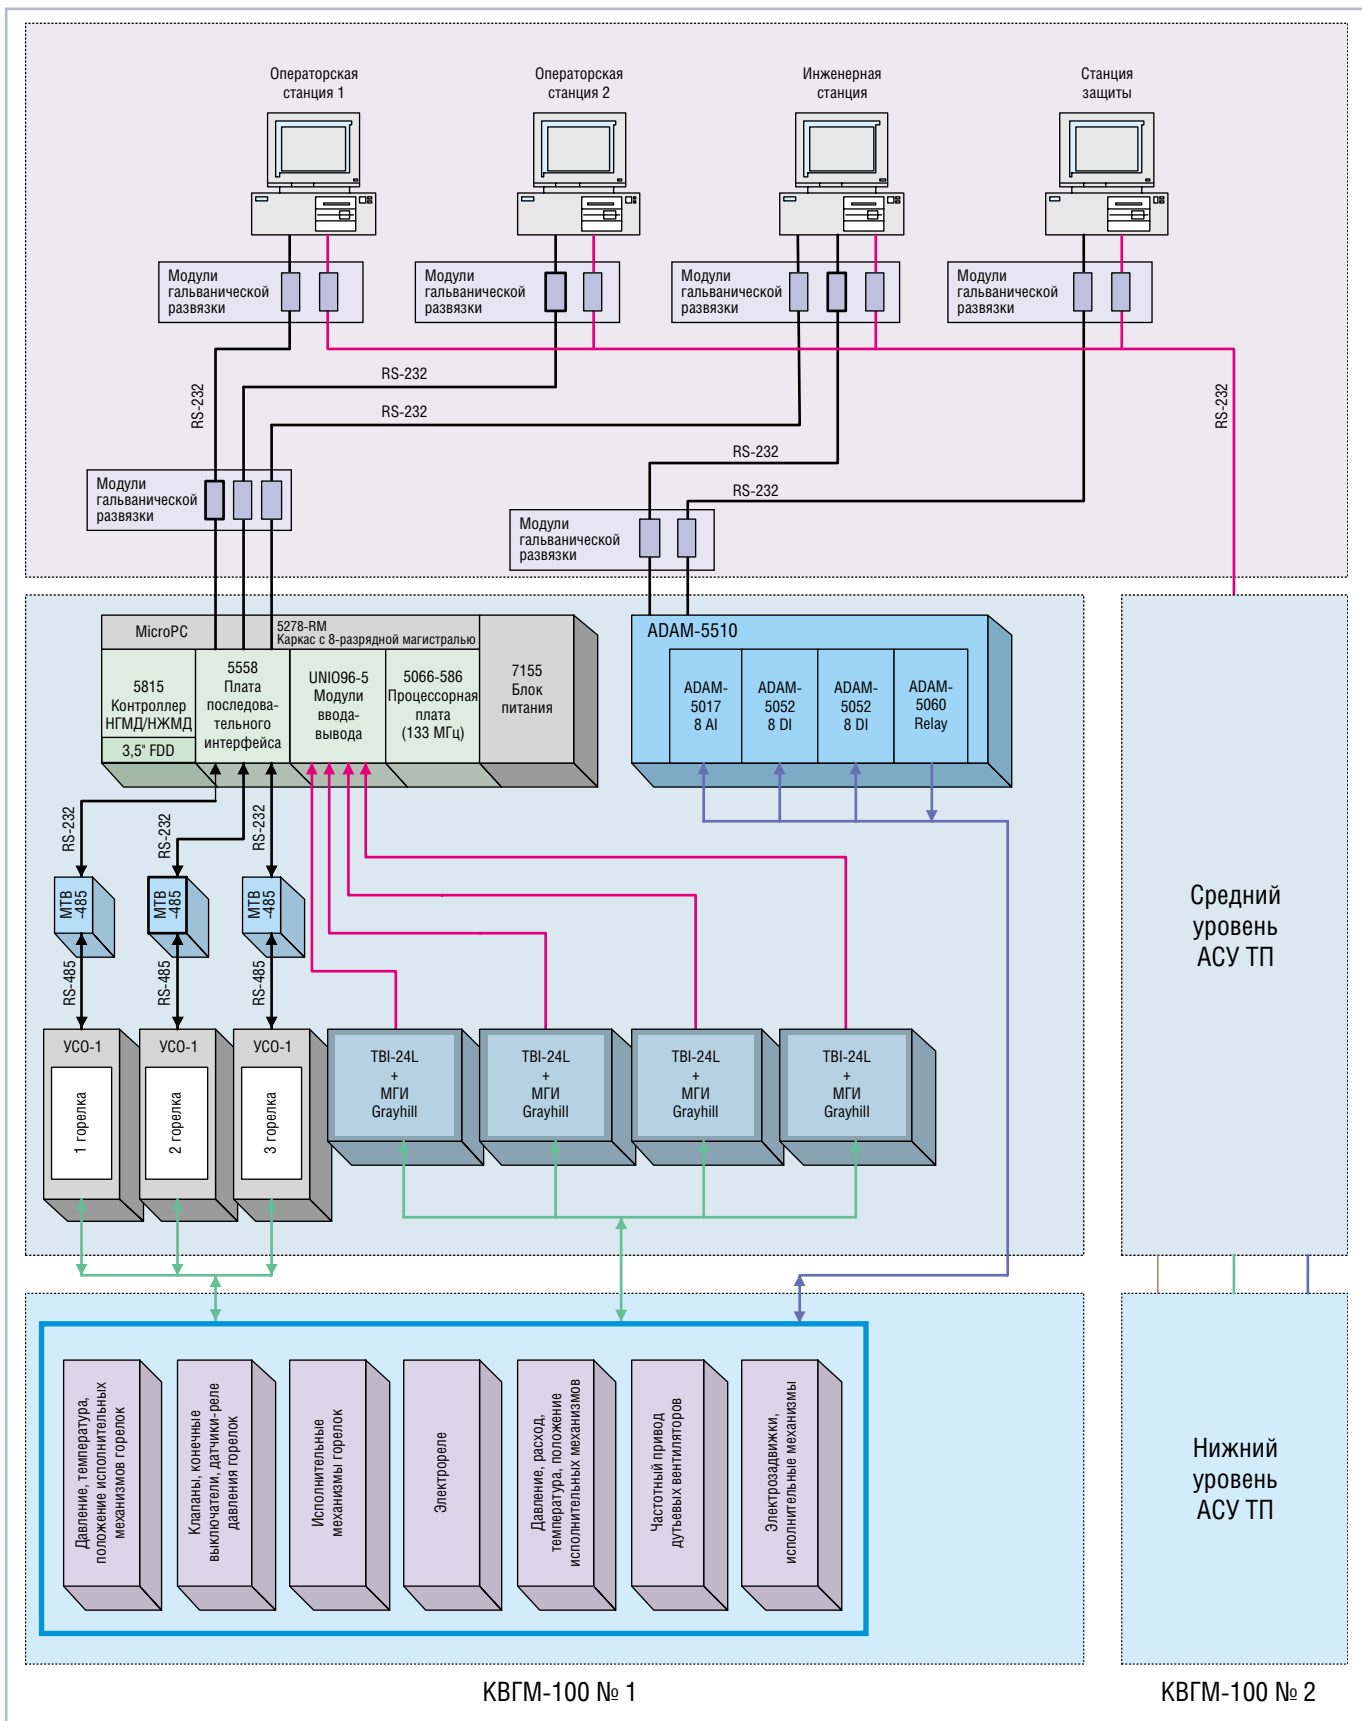 Операторская
станция 1
Операторская
станция 2
Инженерная
станция
Станция
защиты
Модули
гальванической
развязки
Модули
гальванической
развязки
Модули
гальванической
развязки
Модули
гальванической
развязки
RS-232
RS-232
RS-232
RS-232
RS-232
RS-232
Модули
гальванической
развязки
Модули
гальванической
развязки
MicroPC
5278-RM
Каркас с 8-разрядной магистралью
5815
Контроллер
НГМД/НЖМД
3,5" FDD
5558
Плата
последова-
тельного
интерфейса
UNIO96-5
Модули
ввода-
вывода
5066-586
Процессорная
плата
(133 МГц)
7155
Блок
питания
ADAM-5510
ADAM-
5017
8 AI
ADAM-
5052
8 DI
ADAM-
5052
8 DI
ADAM-
5060
Relay
RS-232
RS-232
RS-232
МТВ
-485
МТВ
-485
МТВ
-485
RS-485
RS-485
RS-485
УСО-1
1 горелка
УСО-1
2 горелка
УСО-1
3 горелка
TBI-24L
+
МГИ
Grayhill
TBI-24L
+
МГИ
Grayhill
TBI-24L
+
МГИ
Grayhill
TBI-24L
+
МГИ
Grayhill
Средний
уровень
АСУ ТП
Давление, температура,
положение исполнительных
механизмов горелок
Клапаны, конечные
выключатели, датчики-реле
давления горелок
Исполнительные
механизмы горелок
Электрореле
Давление, расход,
температура, положение
исполнительных механизмов
Частотный привод
дутьевых вентиляторов
Электрозадвижки,
исполнительные механизмы
Нижний
уровень
АСУ ТП
КВГМ-100 № 1
КВГМ-100 № 2